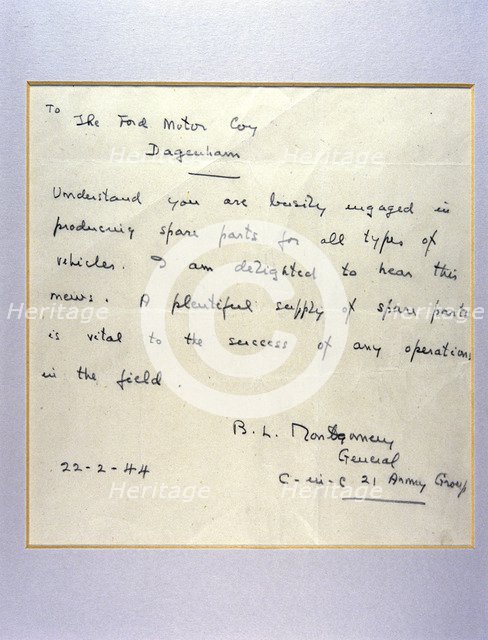 To
The Ford Motor Coy
Dagenham
Understand you are busily engaged in
producing spare parts for all types of
vehicles. I am delighted to hear this
news. A plentiful supply of spare parts
is vital to the success of any operations
in the field.
B. L. Montgomery
General
22-2-44
C-in-C 21 Army Group
Heritage
Heritage
Heritage
Heritage
Heritage
Heritage
C